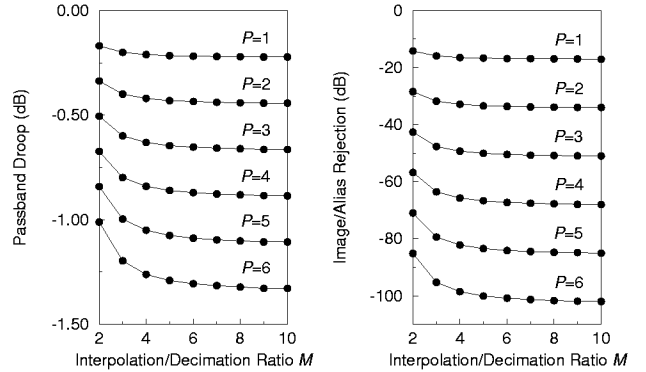 0.00
-0.50
-1.00
-1.50
Passband Droop (dB)
P=1
P=2
P=3
P=4
P=5
P=6
2 4 6 8 10
Interpolation/Decimation Ratio M
0
-20
-40
-60
-80
-100
Image/Alias Rejection (dB)
P=1
P=2
P=3
P=4
P=5
P=6
2 4 6 8 10
Interpolation/Decimation Ratio M